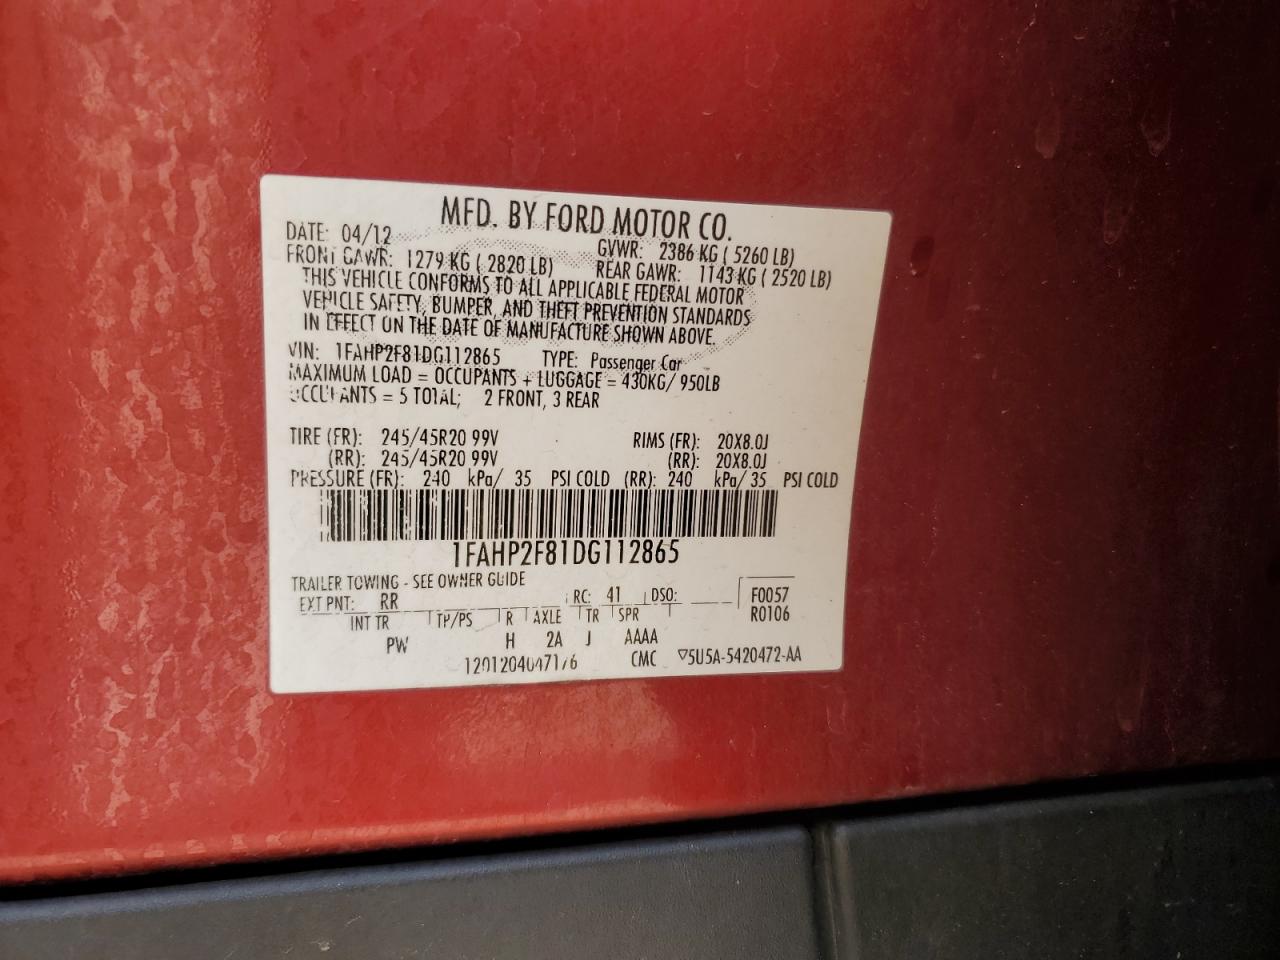 MFD. BY FORD MOTOR CO.
DATE: 04/12 GVWR: 2386 KG ( 5260 LB)
FRONT GAWR: 1279 KG ( 2820 LB) REAR GAWR: 1143 KG ( 2520 LB)
THIS VEHICLE CONFORMS TO ALL APPLICABLE FEDERAL MOTOR
VEHICLE SAFETY, BUMPER, AND THEFT PREVENTION STANDARDS
IN EFFECT ON THE DATE OF MANUFACTURE SHOWN ABOVE.
VIN: 1FAHP2F81DG112865 TYPE: Passenger Car
MAXIMUM LOAD = OCCUPANTS + LUGGAGE = 430KG/ 950LB
OCCUPANTS = 5 TOTAL; 2 FRONT, 3 REAR
TIRE (FR): 245/45R20 99V RIMS (FR): 20X8.0J
(RR): 245/45R20 99V (RR): 20X8.0J
PRESSURE (FR): 240 kPa/ 35 PSI COLD (RR): 240 kPa/ 35 PSI COLD
1FAHP2F81DG112865
TRAILER TOWING - SEE OWNER GUIDE
EXT PNT: RR RC: 41 DSO: F0057
INT TR TP/PS R AXLE TR SPR R0106
PW H 2A J AAAA
CMC ▽5U5A-5420472-AA